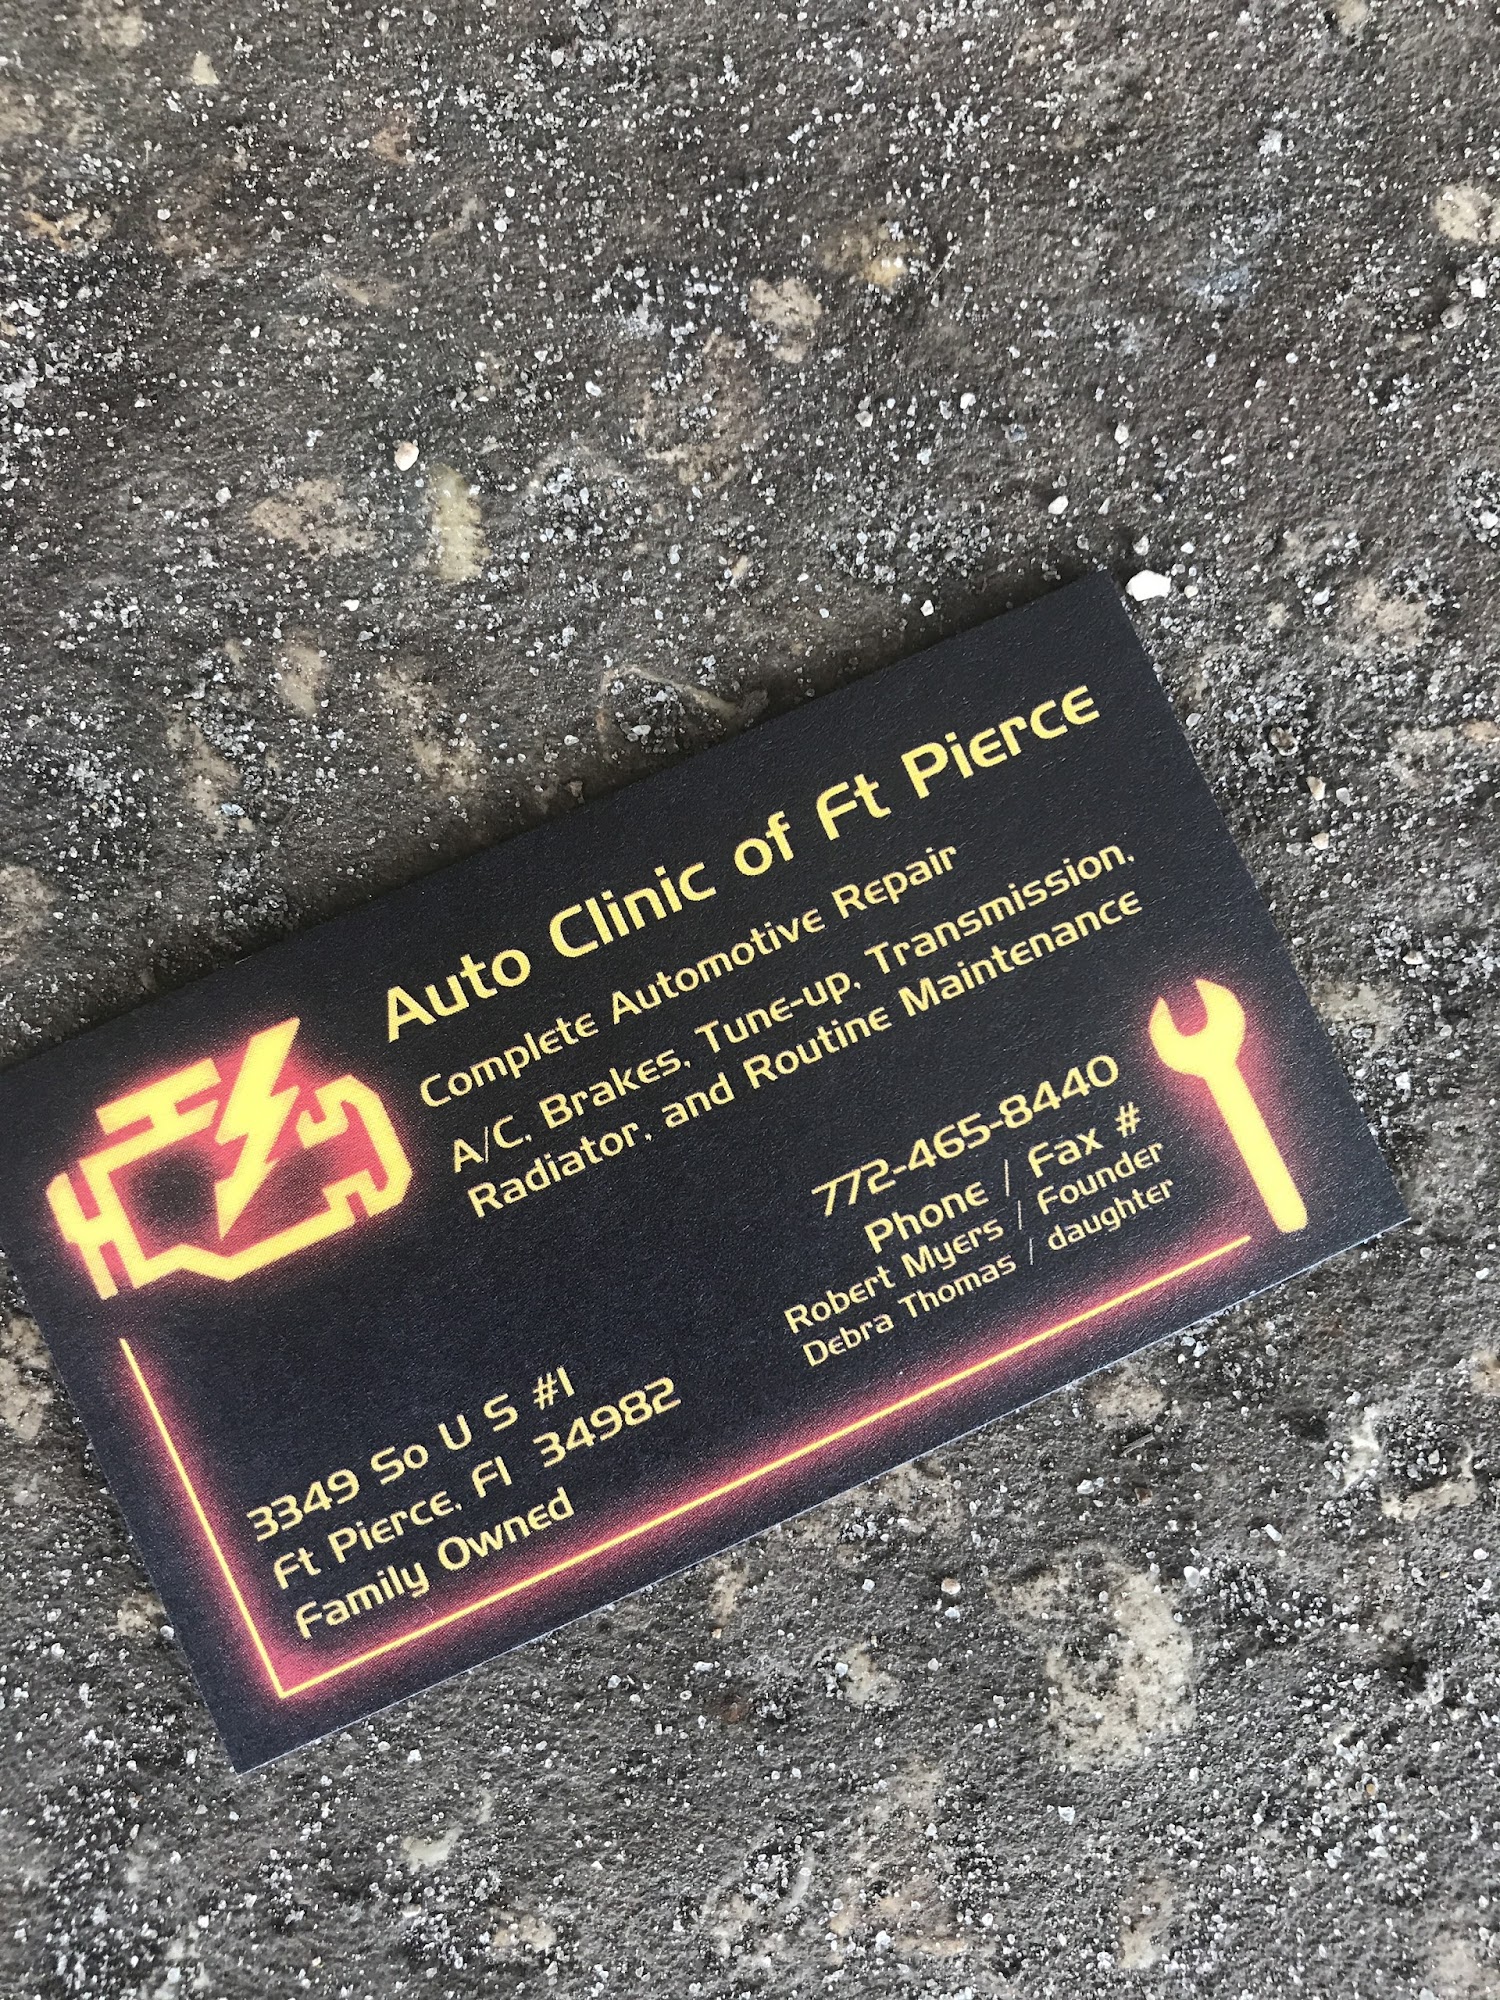 Auto Clinic of Ft Pierce
Complete Automotive Repair
A/C, Brakes, Tune-up, Transmission,
Radiator, and Routine Maintenance
772-465-8440
Phone / Fax #
Robert Myers / Founder
Debra Thomas / daughter
3349 So U S #1
Ft Pierce, Fl 34982
Family Owned